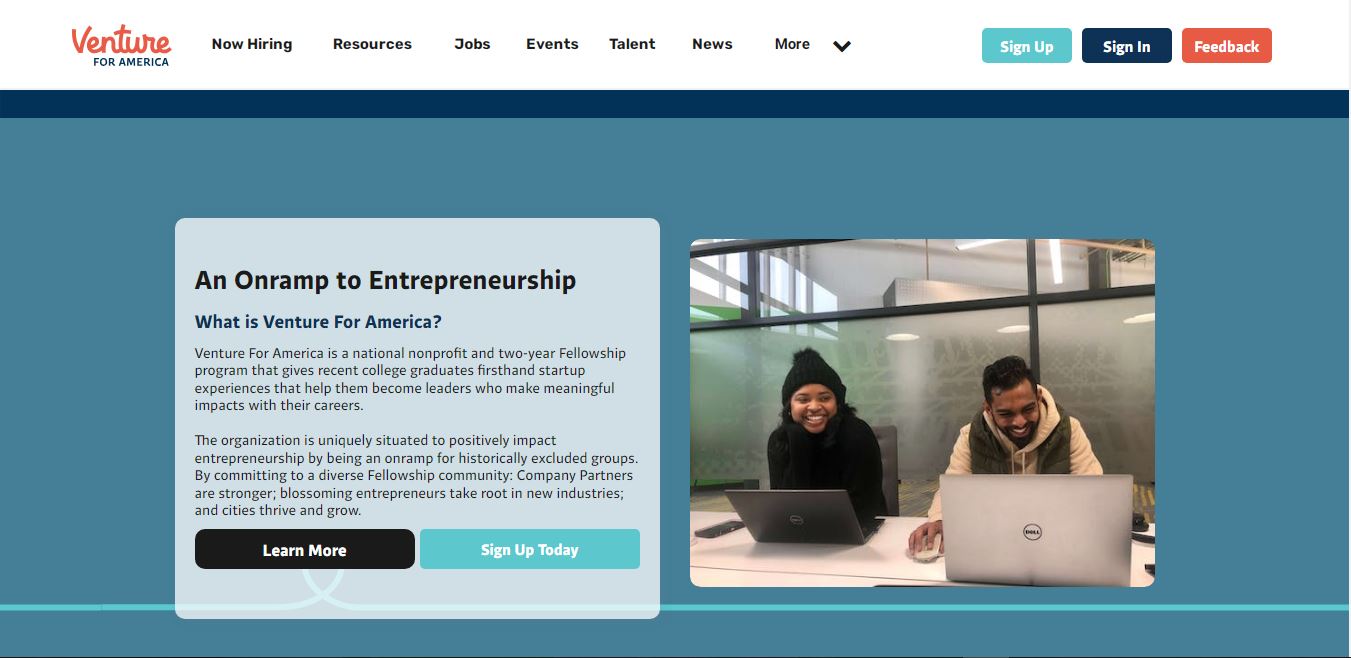 Venture
FOR AMERICA
Now Hiring
Resources
Jobs
Events
Talent
News
More
Sign Up
Sign In
Feedback
An Onramp to Entrepreneurship
What is Venture For America?
Venture For America is a national nonprofit and two-year Fellowship
program that gives recent college graduates firsthand startup
experiences that help them become leaders who make meaningful
impacts with their careers.
The organization is uniquely situated to positively impact
entrepreneurship by being an onramp for historically excluded groups.
By committing to a diverse Fellowship community: Company Partners
are stronger; blossoming entrepreneurs take root in new industries;
and cities thrive and grow.
Learn More
Sign Up Today
DELL